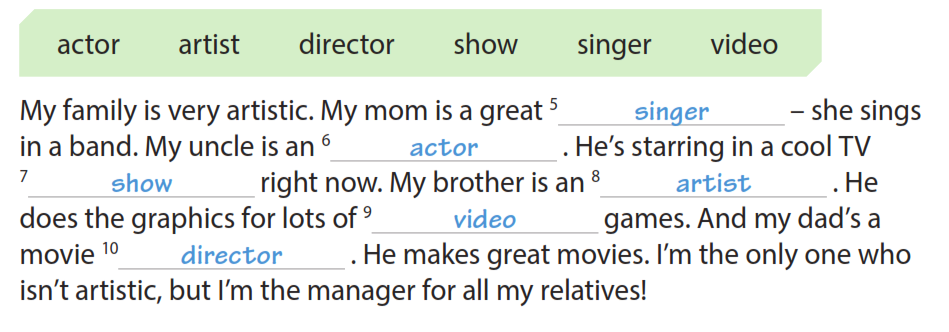 actor artist director show singer video
My family is very artistic. My mom is a great 5 singer – she sings
in a band. My uncle is an 6 actor . He's starring in a cool TV
7 show right now. My brother is an 8 artist . He
does the graphics for lots of 9 video games. And my dad's a
movie 10 director . He makes great movies. I'm the only one who
isn't artistic, but I'm the manager for all my relatives!